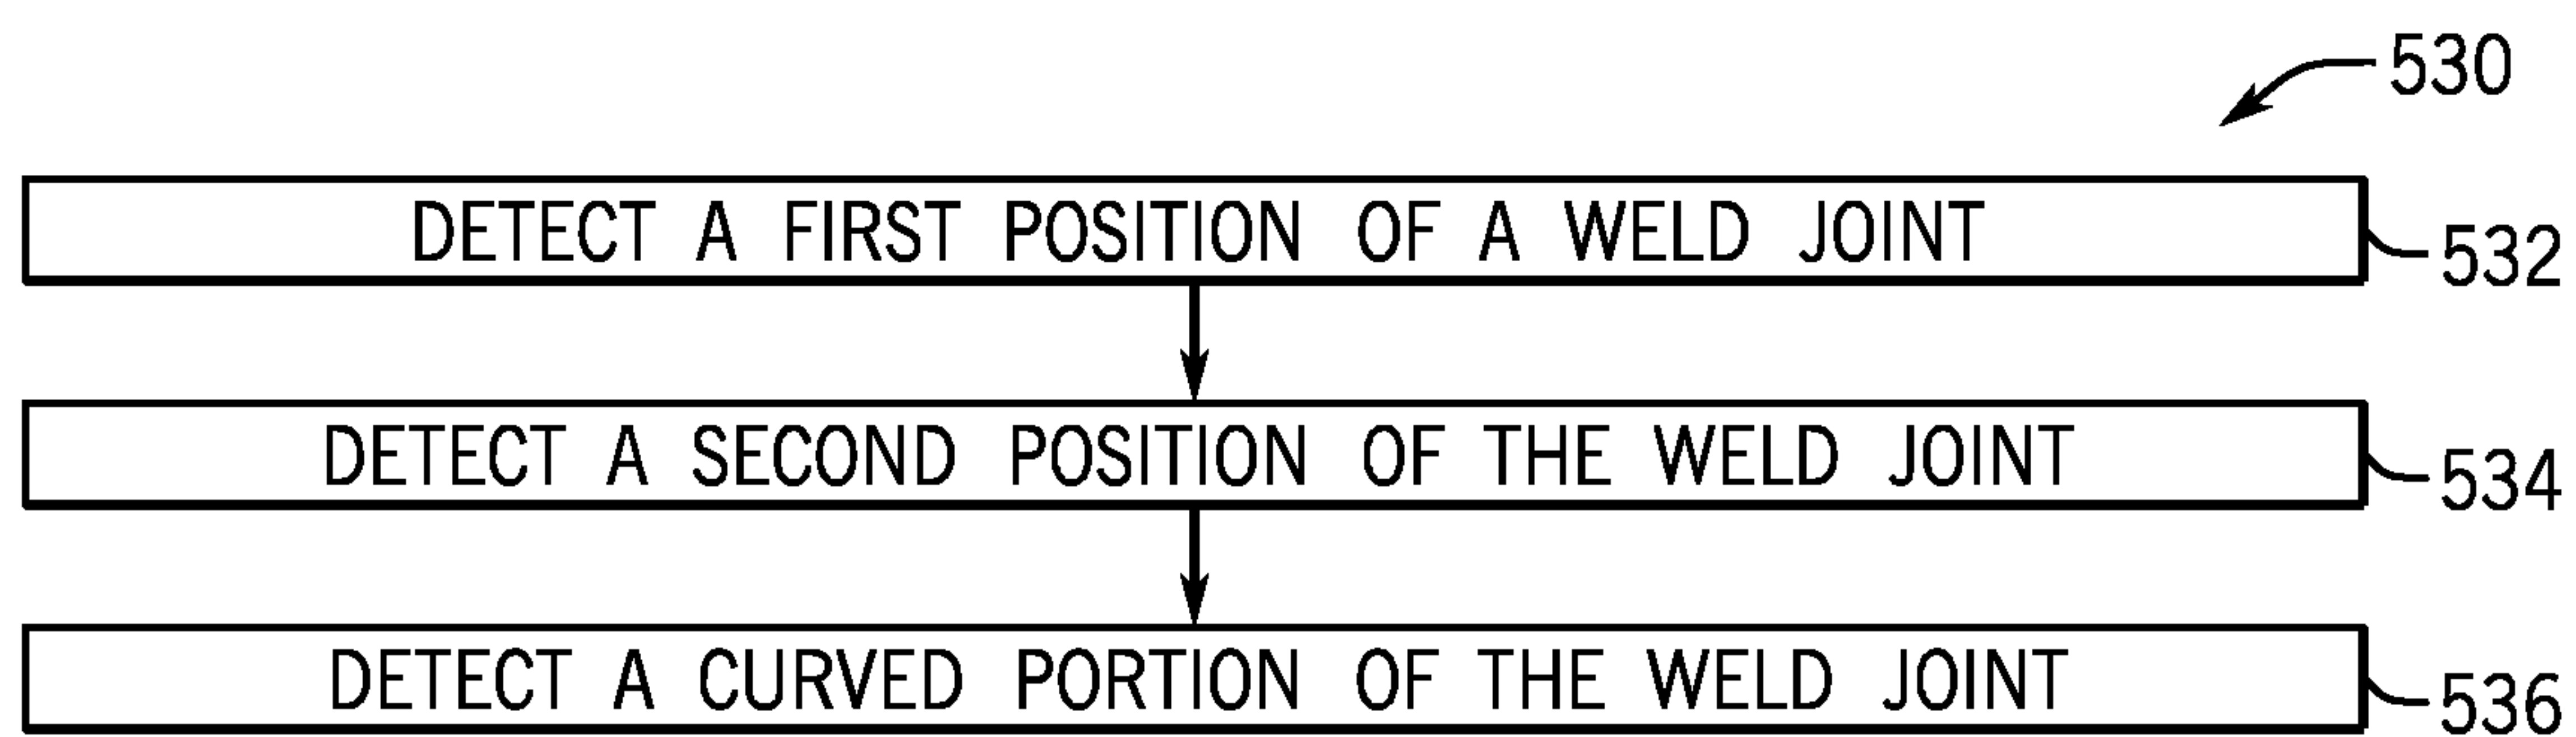 530
DETECT A FIRST POSITION OF A WELD JOINT
532
DETECT A SECOND POSITION OF THE WELD JOINT
534
DETECT A CURVED PORTION OF THE WELD JOINT
536